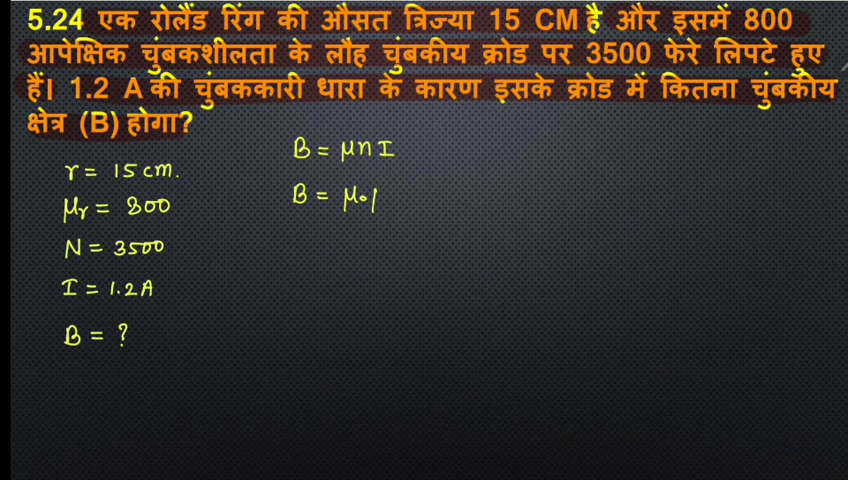 5.24 एक रोलैंड रिंग की औसत त्रिज्या 15 CM है और इसमें 800
आपेक्षिक चुंबकशीलता के लौह चुंबकीय क्रोड पर 3500 फेरे लिपटे हुए
हैं। 1.2 A की चुंबककारी धारा के कारण इसके क्रोड में कितना चुंबकीय
क्षेत्र (B) होगा?
r = 15 cm.
μr = 800
N = 3500
I = 1.2A
B = ?
B = μnI
B = μ₀